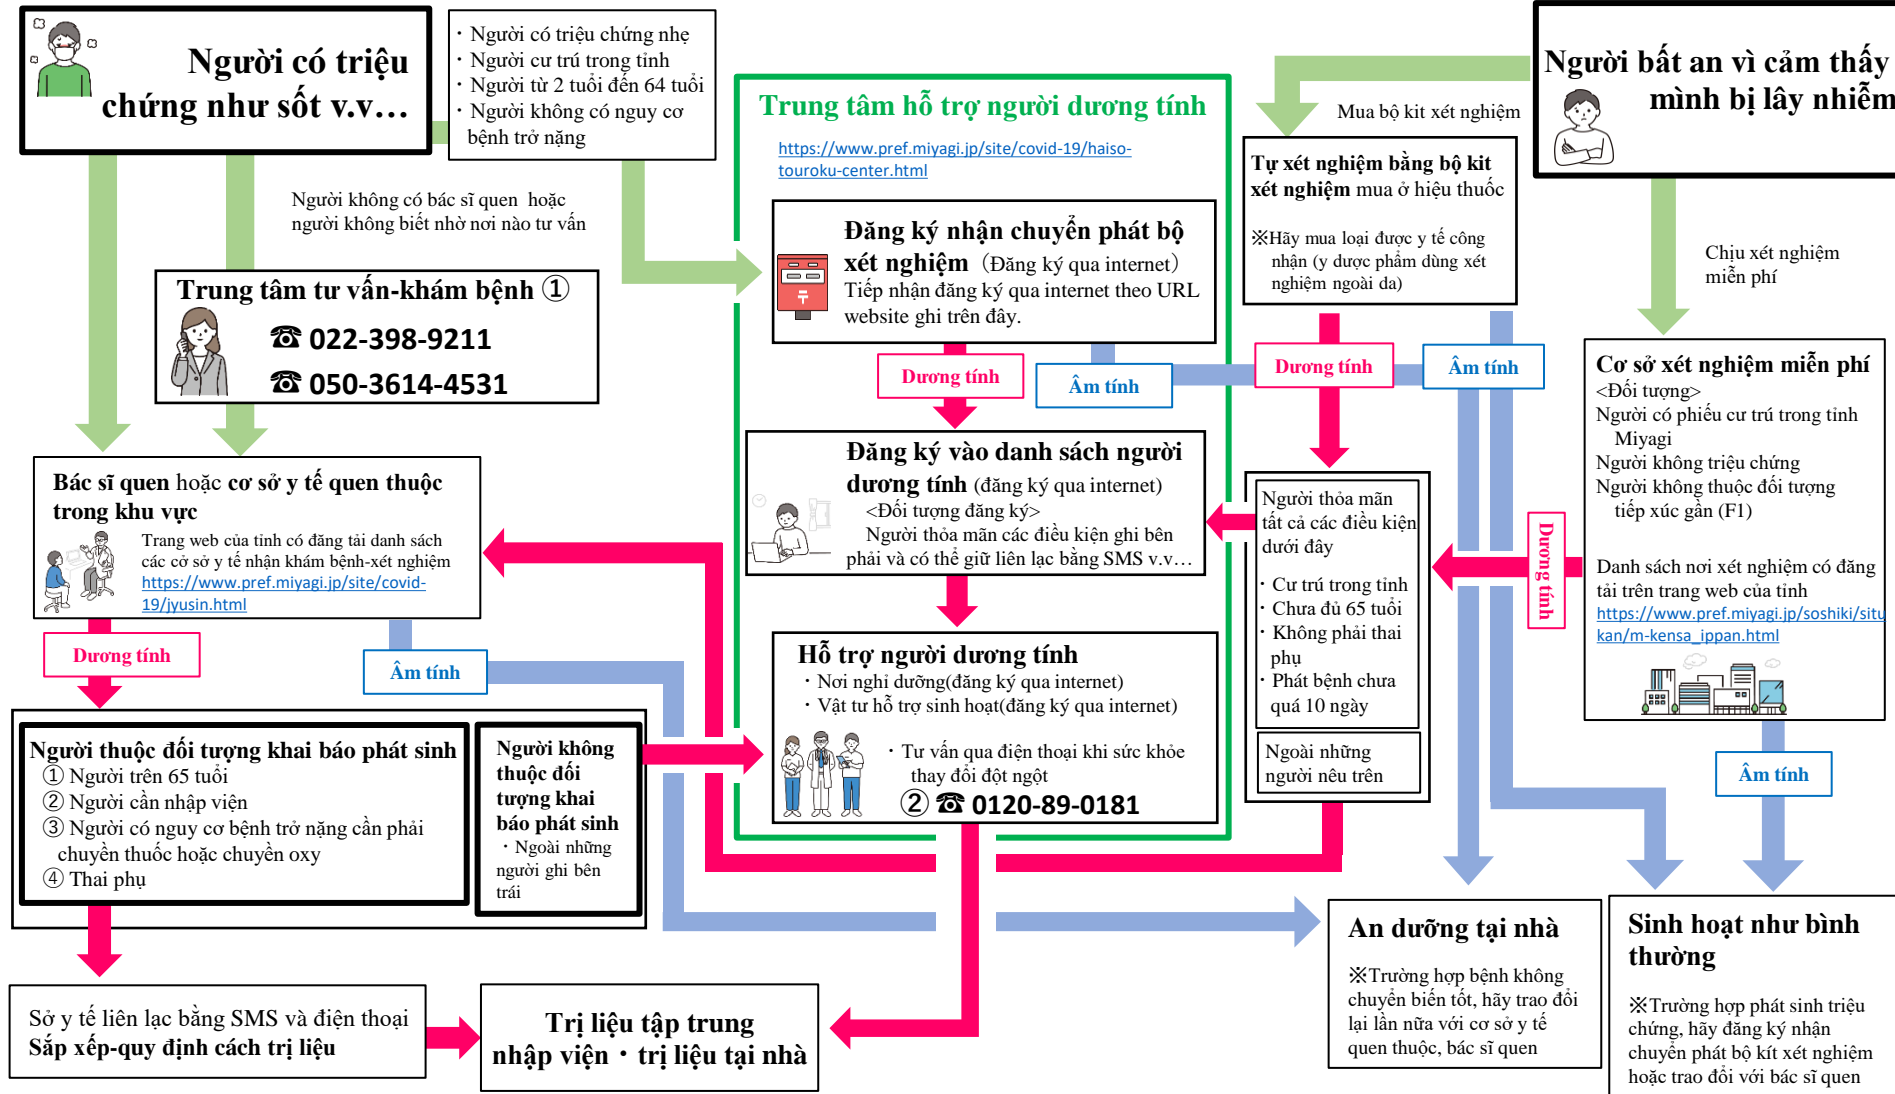 Người có triệu
chứng như sốt v.v…
・Người có triệu chứng nhẹ
・Người cư trú trong tỉnh
・Người từ 2 tuổi đến 64 tuổi
・Người không có nguy cơ
bệnh trở nặng
Người không có bác sĩ quen hoặc
người không biết nhờ nơi nào tư vấn
Trung tâm tư vấn-khám bệnh ①
☎ 022-398-9211
☎ 050-3614-4531
Bác sĩ quen hoặc cơ sở y tế quen thuộc
trong khu vực
Trang web của tỉnh có đăng tải danh sách
các cở sở y tế nhận khám bệnh-xét nghiệm
https://www.pref.miyagi.jp/site/covid-
19/jyusin.html
Dương tính
Âm tính
Người thuộc đối tượng khai báo phát sinh
① Người trên 65 tuổi
② Người cần nhập viện
③ Người có nguy cơ bệnh trở nặng cần phải
chuyền thuốc hoặc chuyền oxy
④ Thai phụ
Người không
thuộc đối
tượng khai
báo phát sinh
・Ngoài những
người ghi bên
trái
Sở y tế liên lạc bằng SMS và điện thoại
Sắp xếp-quy định cách trị liệu
Trị liệu tập trung
nhập viện・trị liệu tại nhà
Trung tâm hỗ trợ người dương tính
https://www.pref.miyagi.jp/site/covid-19/haiso-
touroku-center.html
Đăng ký nhận chuyển phát bộ
xét nghiệm（Đăng ký qua internet）
Tiếp nhận đăng ký qua internet theo URL
website ghi trên đây.
Dương tính
Âm tính
Đăng ký vào danh sách người
dương tính (đăng ký qua internet)
<Đối tượng đăng ký>
Người thỏa mãn các điều kiện ghi bên
phải và có thể giữ liên lạc bằng SMS v.v…
Hỗ trợ người dương tính
・Nơi nghỉ dưỡng(đăng ký qua internet)
・Vật tư hỗ trợ sinh hoạt(đăng ký qua internet)
・Tư vấn qua điện thoại khi sức khỏe
thay đổi đột ngột
② ☎ 0120-89-0181
Người bất an vì cảm thấy
mình bị lây nhiễm
Mua bộ kit xét nghiệm
Tự xét nghiệm bằng bộ kit
xét nghiệm mua ở hiệu thuốc
※Hãy mua loại được y tế công
nhận (y dược phẩm dùng xét
nghiệm ngoài da)
Dương tính
Âm tính
Người thỏa mãn
tất cả các điều kiện
dưới đây
・Cư trú trong tỉnh
・Chưa đủ 65 tuổi
・Không phải thai
phụ
・Phát bệnh chưa
quá 10 ngày
Ngoài những
người nêu trên
Chịu xét nghiệm
miễn phí
Cơ sở xét nghiệm miễn phí
<Đối tượng>
Người có phiếu cư trú trong tỉnh
Miyagi
Người không triệu chứng
Người không thuộc đối tượng
tiếp xúc gần (F1)
Danh sách nơi xét nghiệm có đăng
tải trên trang web của tỉnh
https://www.pref.miyagi.jp/soshiki/situ
kan/m-kensa_ippan.html
Dương tính
Âm tính
An dưỡng tại nhà
※Trường hợp bệnh không
chuyển biến tốt, hãy trao đổi
lại lần nữa với cơ sở y tế
quen thuộc, bác sĩ quen
Sinh hoạt như bình
thường
※Trường hợp phát sinh triệu
chứng, hãy đăng ký nhận
chuyển phát bộ kít xét nghiệm
hoặc trao đổi với bác sĩ quen